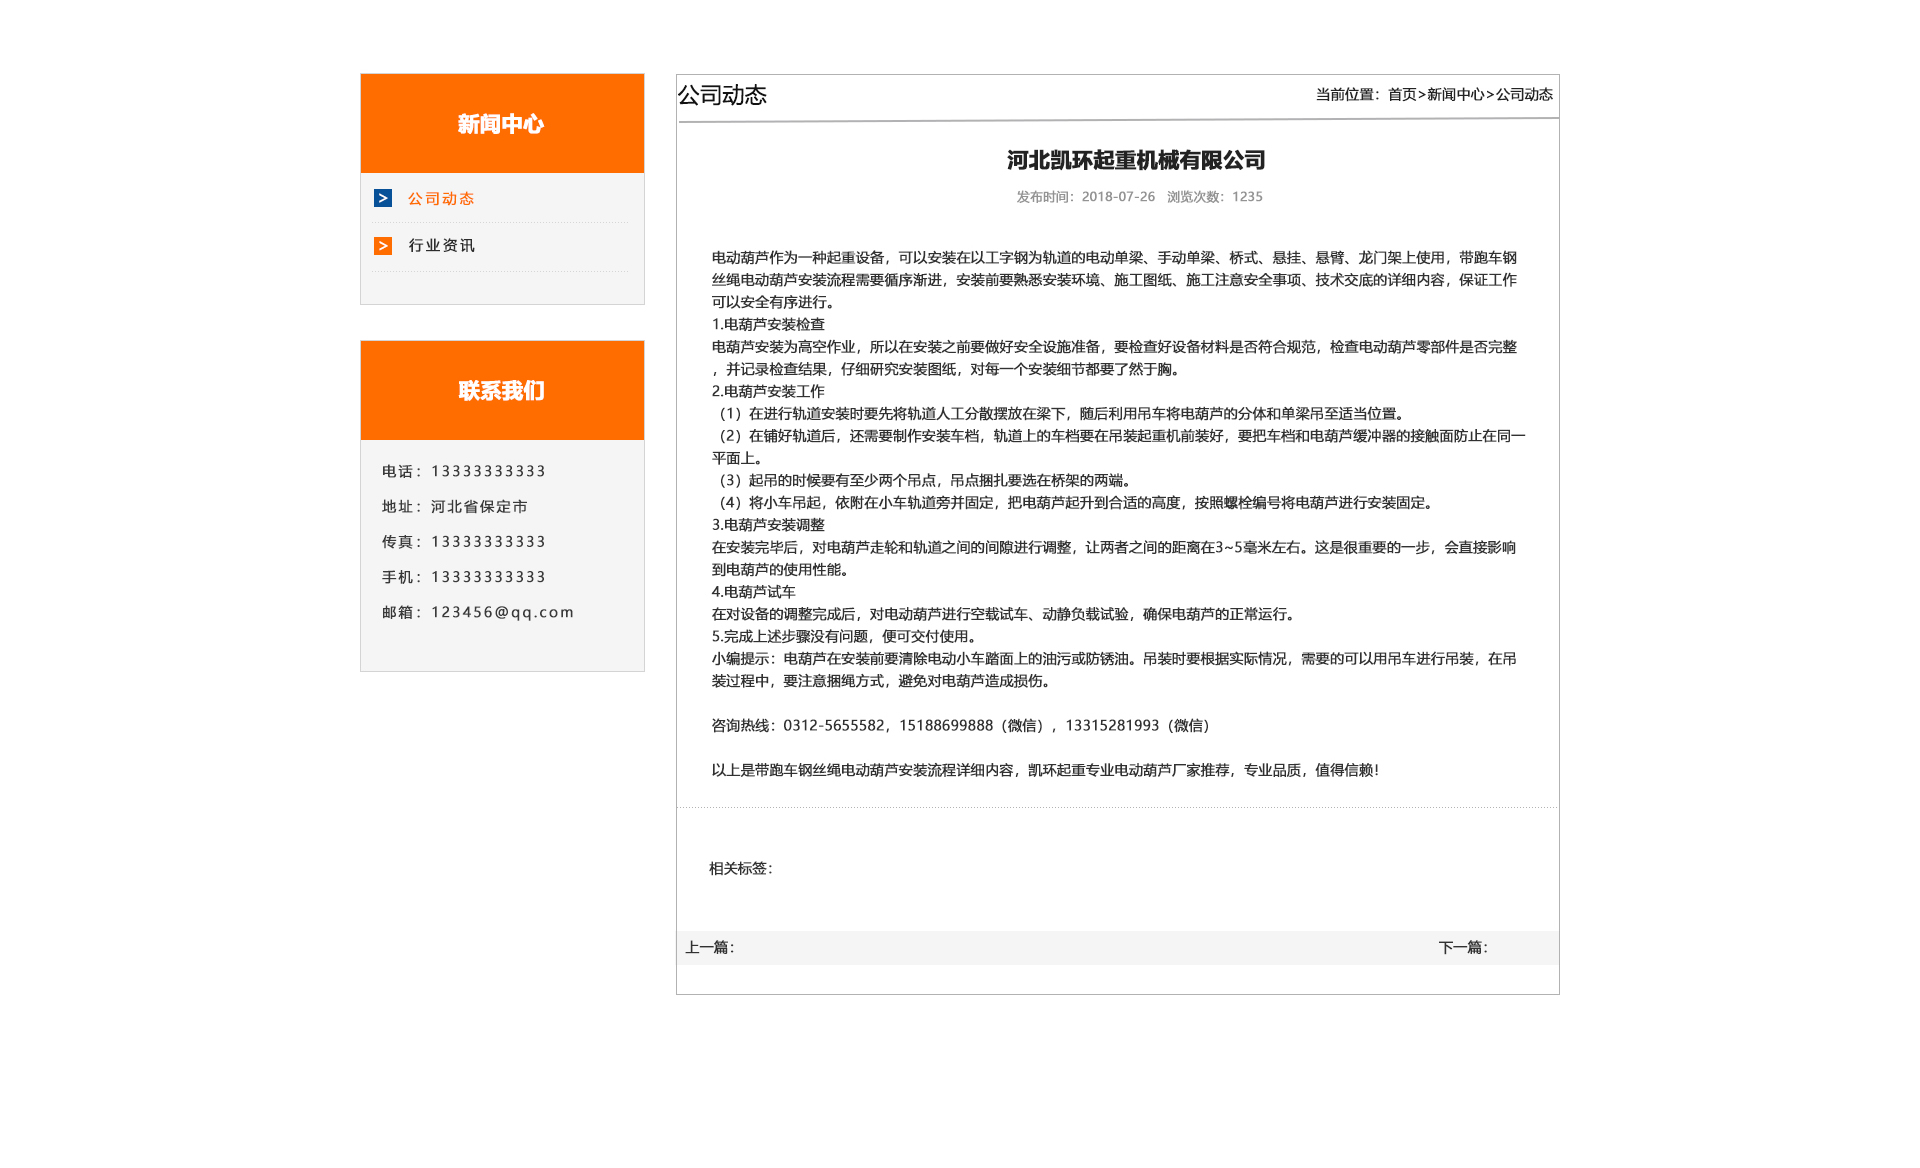 新闻中心
> 公司动态
> 行业资讯
联系我们
电话：13333333333
地址：河北省保定市
传真：13333333333
手机：13333333333
邮箱：123456@qq.com
公司动态
当前位置：首页>新闻中心>公司动态
河北凯环起重机械有限公司
发布时间：2018-07-26 浏览次数：1235
电动葫芦作为一种起重设备，可以安装在以工字钢为轨道的电动单梁、手动单梁、桥式、悬挂、悬臂、龙门架上使用，带跑车钢
丝绳电动葫芦安装流程需要循序渐进，安装前要熟悉安装环境、施工图纸、施工注意安全事项、技术交底的详细内容，保证工作
可以安全有序进行。
1.电葫芦安装检查
电葫芦安装为高空作业，所以在安装之前要做好安全设施准备，要检查好设备材料是否符合规范，检查电动葫芦零部件是否完整
，并记录检查结果，仔细研究安装图纸，对每一个安装细节都要了然于胸。
2.电葫芦安装工作
（1）在进行轨道安装时要先将轨道人工分散摆放在梁下，随后利用吊车将电葫芦的分体和单梁吊至适当位置。
（2）在铺好轨道后，还需要制作安装车档，轨道上的车档要在吊装起重机前装好，要把车档和电葫芦缓冲器的接触面防止在同一
平面上。
（3）起吊的时候要有至少两个吊点，吊点捆扎要选在桥架的两端。
（4）将小车吊起，依附在小车轨道旁并固定，把电葫芦起升到合适的高度，按照螺栓编号将电葫芦进行安装固定。
3.电葫芦安装调整
在安装完毕后，对电葫芦走轮和轨道之间的间隙进行调整，让两者之间的距离在3~5毫米左右。这是很重要的一步，会直接影响
到电葫芦的使用性能。
4.电葫芦试车
在对设备的调整完成后，对电动葫芦进行空载试车、动静负载试验，确保电葫芦的正常运行。
5.完成上述步骤没有问题，便可交付使用。
小编提示：电葫芦在安装前要清除电动小车踏面上的油污或防锈油。吊装时要根据实际情况，需要的可以用吊车进行吊装，在吊
装过程中，要注意捆绳方式，避免对电葫芦造成损伤。
咨询热线：0312-5655582，15188699888（微信），13315281993（微信）
以上是带跑车钢丝绳电动葫芦安装流程详细内容，凯环起重专业电动葫芦厂家推荐，专业品质，值得信赖！
相关标签：
上一篇：
下一篇：